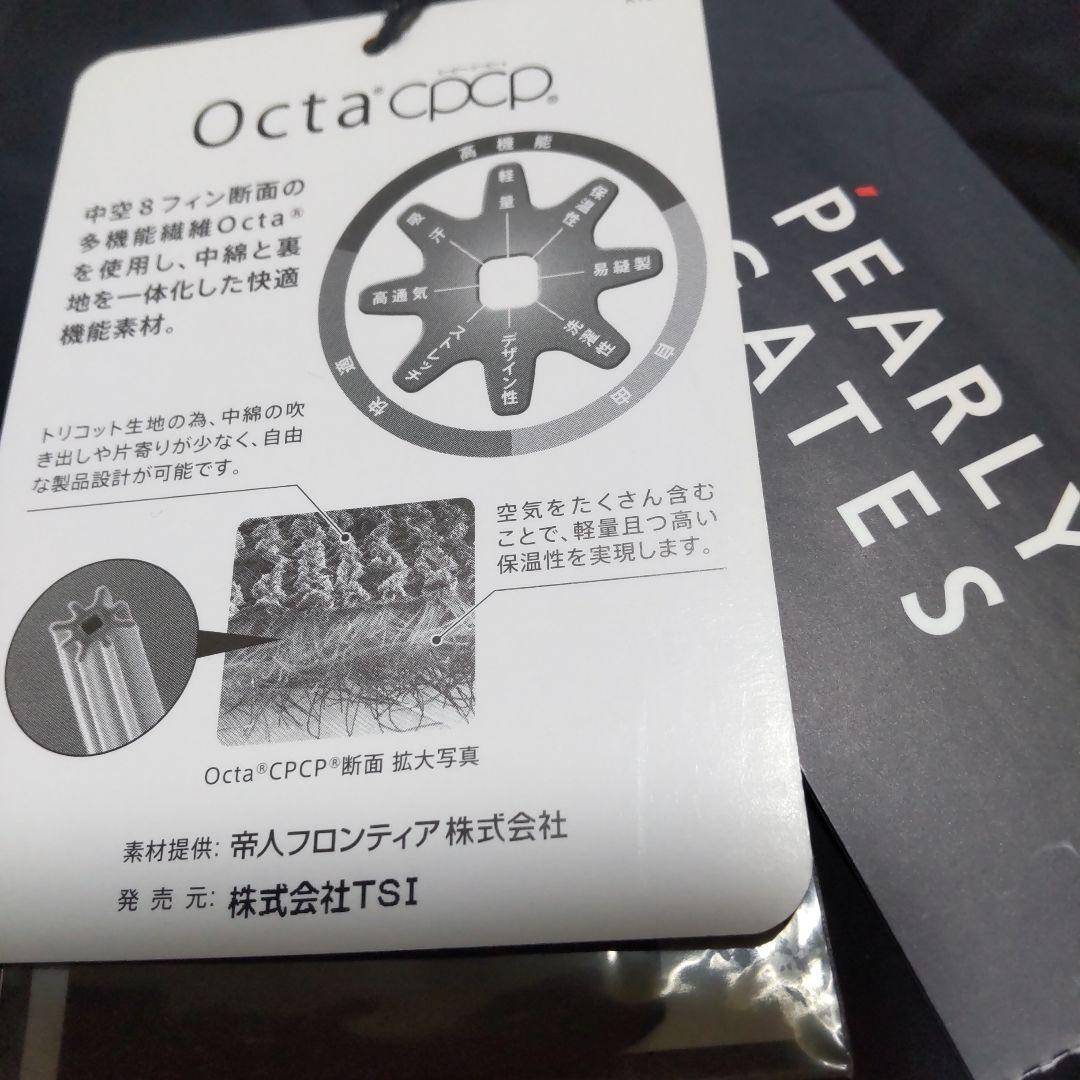 Octa®CPCP®
中空8フィン断面の
多機能繊維Octa®
を使用し、中綿と裏
地を一体化した快適
機能素材。
高機能
軽量
保温性
易縫製
洗濯性
デザイン性
ストレッチ
高通気
吸汗
自由
快適
トリコット生地の為、中綿の吹
き出しや片寄りが少なく、自由
な製品設計が可能です。
空気をたくさん含む
ことで、軽量且つ高い
保温性を実現します。
Octa®CPCP®断面 拡大写真
素材提供: 帝人フロンティア株式会社
発売元: 株式会社TSI
PEARLY
GATES